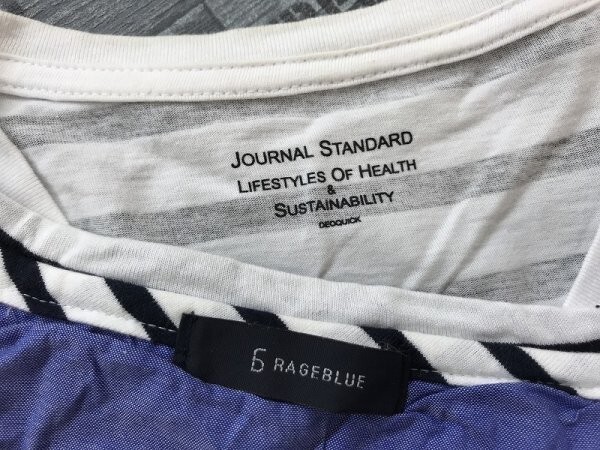 JOURNAL STANDARD
LIFESTYLES OF HEALTH
&
SUSTAINABILITY
DEOQUICK
RAGEBLUE